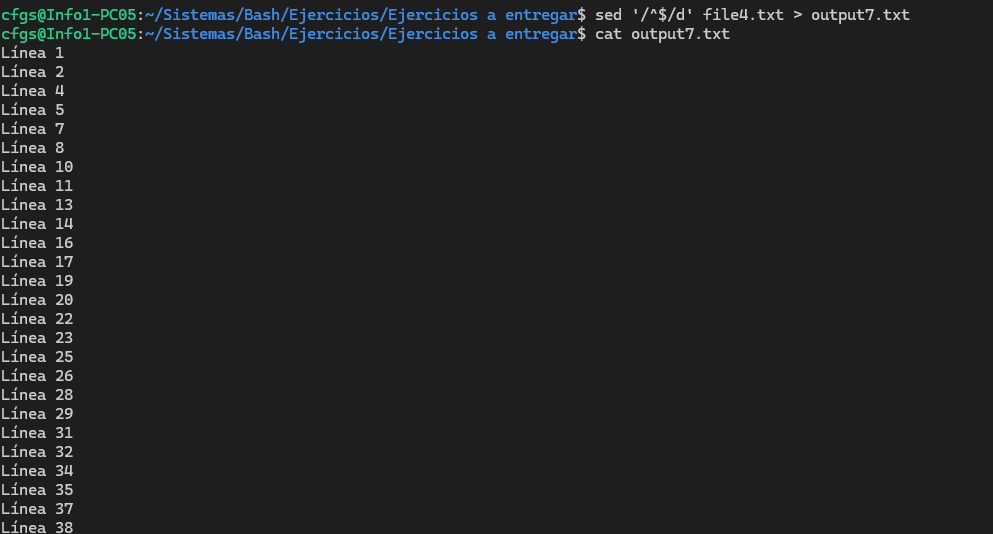 cfgs@Info1-PC05:~/Sistemas/Bash/Ejercicios/Ejercicios a entregar$ sed '/^$/d' file4.txt > output7.txt
cfgs@Info1-PC05:~/Sistemas/Bash/Ejercicios/Ejercicios a entregar$ cat output7.txt
Línea 1
Línea 2
Línea 4
Línea 5
Línea 7
Línea 8
Línea 10
Línea 11
Línea 13
Línea 14
Línea 16
Línea 17
Línea 19
Línea 20
Línea 22
Línea 23
Línea 25
Línea 26
Línea 28
Línea 29
Línea 31
Línea 32
Línea 34
Línea 35
Línea 37
Línea 38